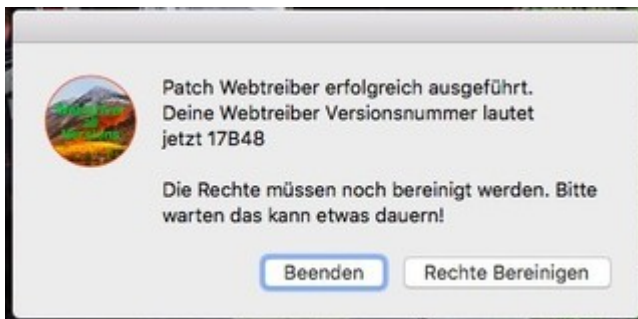 Patch Webtreiber erfolgreich ausgeführt.
Deine Webtreiber Versionsnummer lautet
jetzt 17B48
Die Rechte müssen noch bereinigt werden. Bitte
warten das kann etwas dauern!
Beenden
Rechte Bereinigen